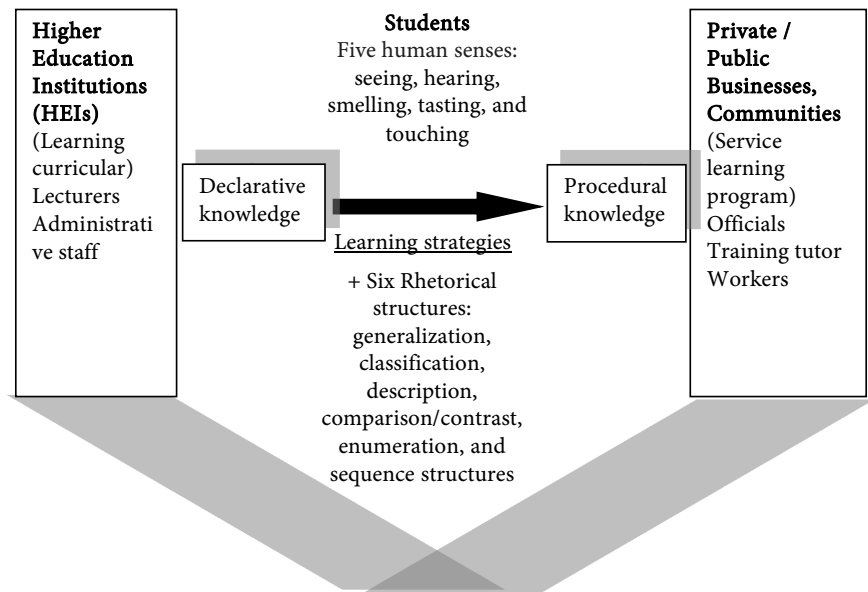 Higher
Education
Institutions
(HEIs)
(Learning
curricular)
Lecturers
Administrati
ve staff
Declarative
knowledge
Students
Five human senses:
seeing, hearing,
smelling, tasting, and
touching
Learning strategies
+ Six Rhetorical
structures:
generalization,
classification,
description,
comparison/contrast,
enumeration, and
sequence structures
Procedural
knowledge
Private /
Public
Businesses,
Communities
(Service
learning
program)
Officials
Training tutor
Workers